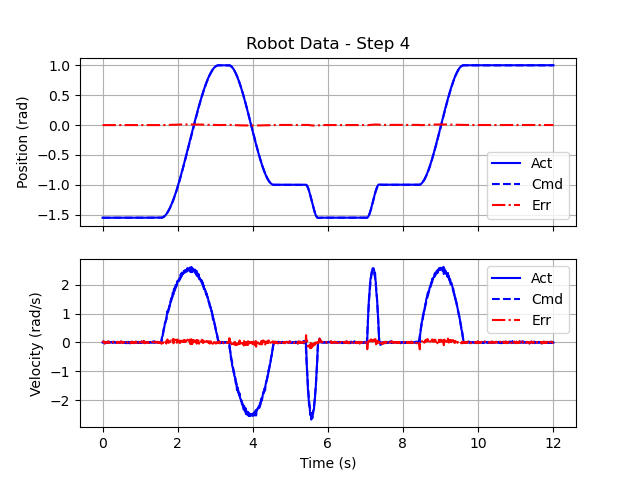 Robot Data - Step 4
Position (rad)
1.0
0.5
0.0
−0.5
−1.0
−1.5
Act
Cmd
Err
Velocity (rad/s)
2
1
0
−1
−2
Act
Cmd
Err
0 2 4 6 8 10 12
Time (s)